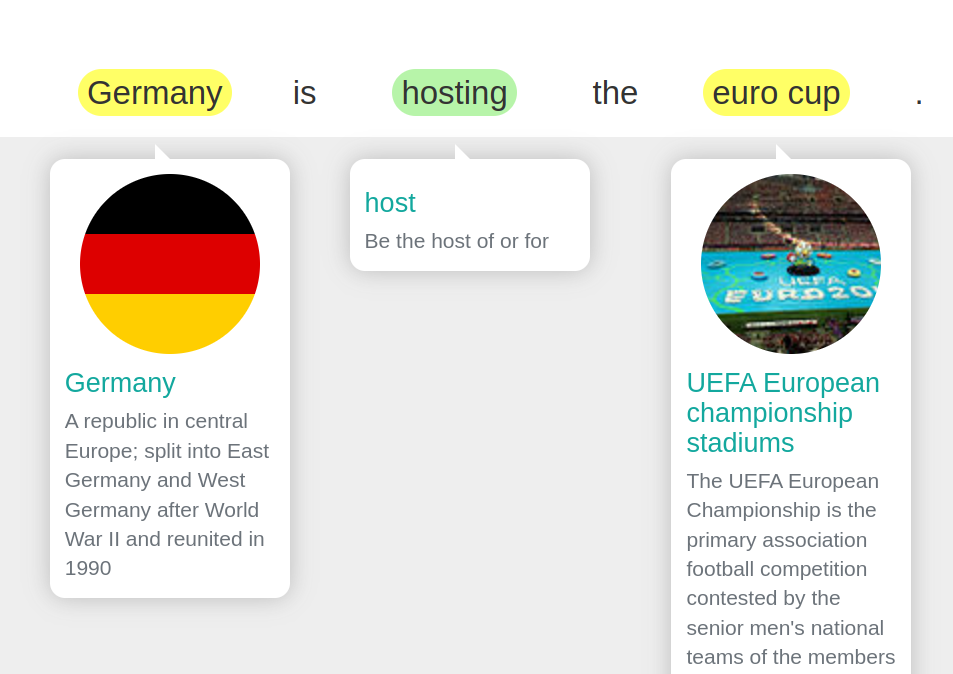 Germany is hosting the euro cup .
host
Be the host of or for
UEFA
EURO20
Germany
A republic in central
Europe; split into East
Germany and West
Germany after World
War II and reunited in
1990
UEFA European
championship
stadiums
The UEFA European
Championship is the
primary association
football competition
contested by the
senior men's national
teams of the members